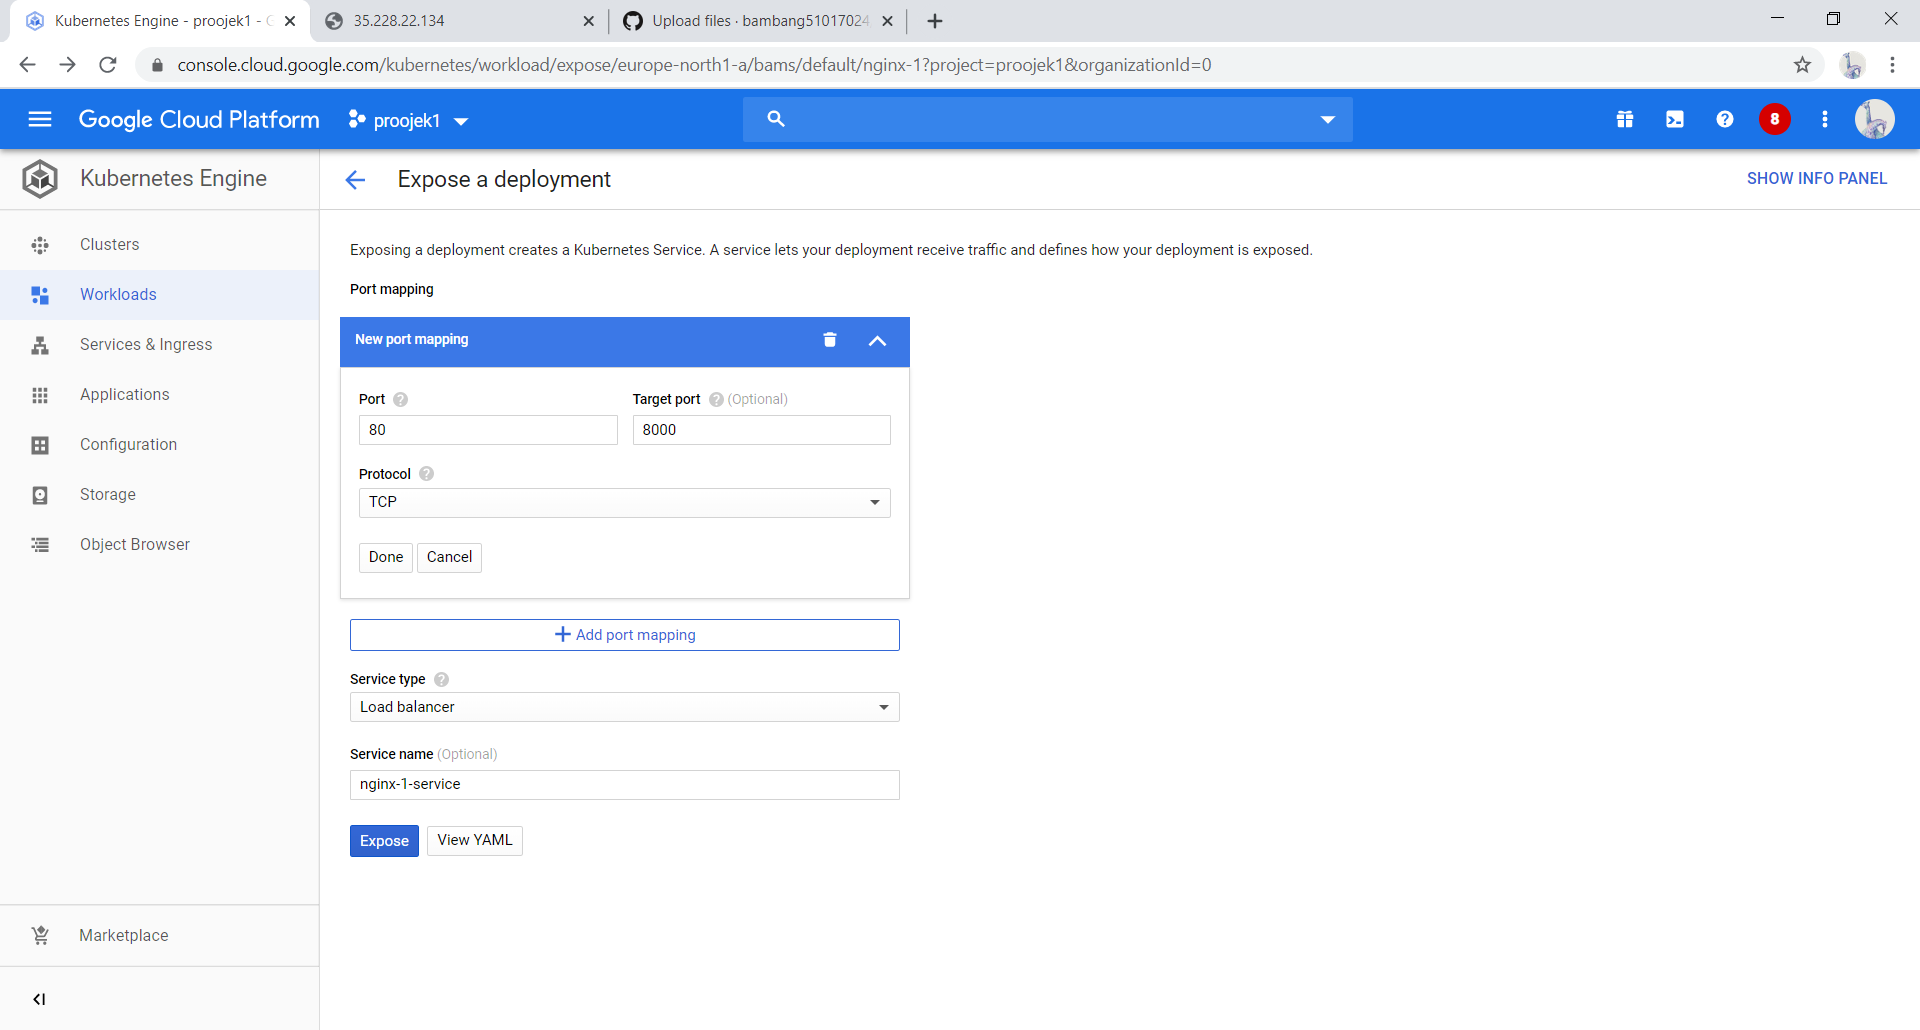 Kubernetes Engine - proojek1 - G
35.228.22.134
Upload files · bambang51017024
console.cloud.google.com/kubernetes/workload/expose/europe-north1-a/bams/default/nginx-1?project=proojek1&organizationId=0
Google Cloud Platform
proojek1
8
Kubernetes Engine
Expose a deployment
SHOW INFO PANEL
Clusters
Workloads
Services & Ingress
Applications
Configuration
Storage
Object Browser
Marketplace
Exposing a deployment creates a Kubernetes Service. A service lets your deployment receive traffic and defines how your deployment is exposed.
Port mapping
New port mapping
Port
Target port (Optional)
80
8000
Protocol
TCP
Done
Cancel
Add port mapping
Service type
Load balancer
Service name (Optional)
nginx-1-service
Expose
View YAML